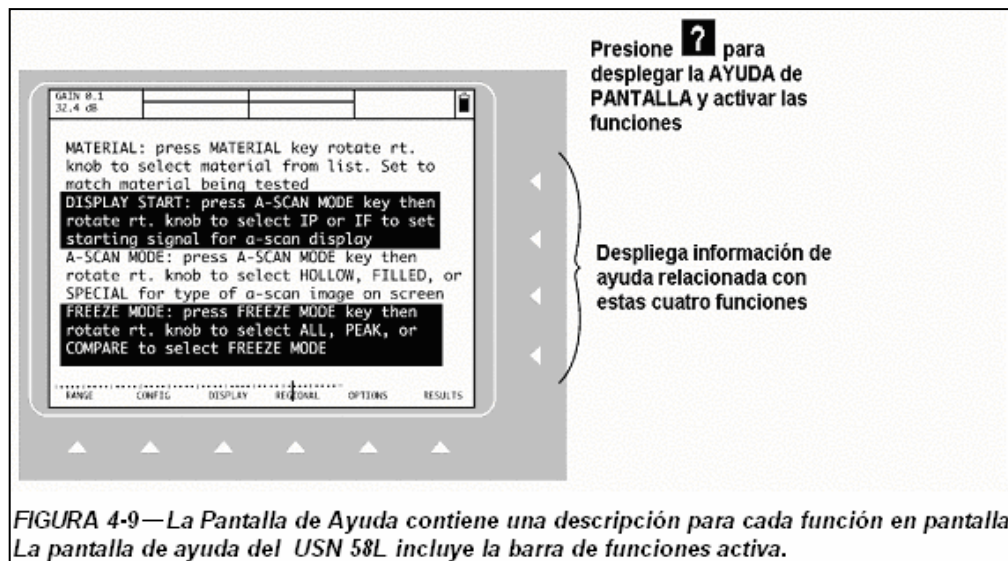 Presione ? para
desplegar la AYUDA de
PANTALLA y activar las
funciones
GAIN 0.1
32.4 dB
MATERIAL: press MATERIAL key rotate rt.
knob to select material from list. Set to
match material being tested
DISPLAY START: press A-SCAN MODE key then
rotate rt. knob to select IP or IF to set
starting signal for a-scan display
A-SCAN MODE: press A-SCAN MODE key then
rotate rt. knob to select HOLLOW, FILLED, or
SPECIAL for type of a-scan image on screen
FREEZE MODE: press FREEZE MODE key then
rotate rt. knob to select ALL, PEAK, or
COMPARE to select FREEZE MODE
RANGE CONFIG DISPLAY REGIONAL OPTIONS RESULTS
Despliega información de
ayuda relacionada con
estas cuatro funciones
FIGURA 4-9—La Pantalla de Ayuda contiene una descripción para cada función en pantalla
La pantalla de ayuda del USN 58L incluye la barra de funciones activa.